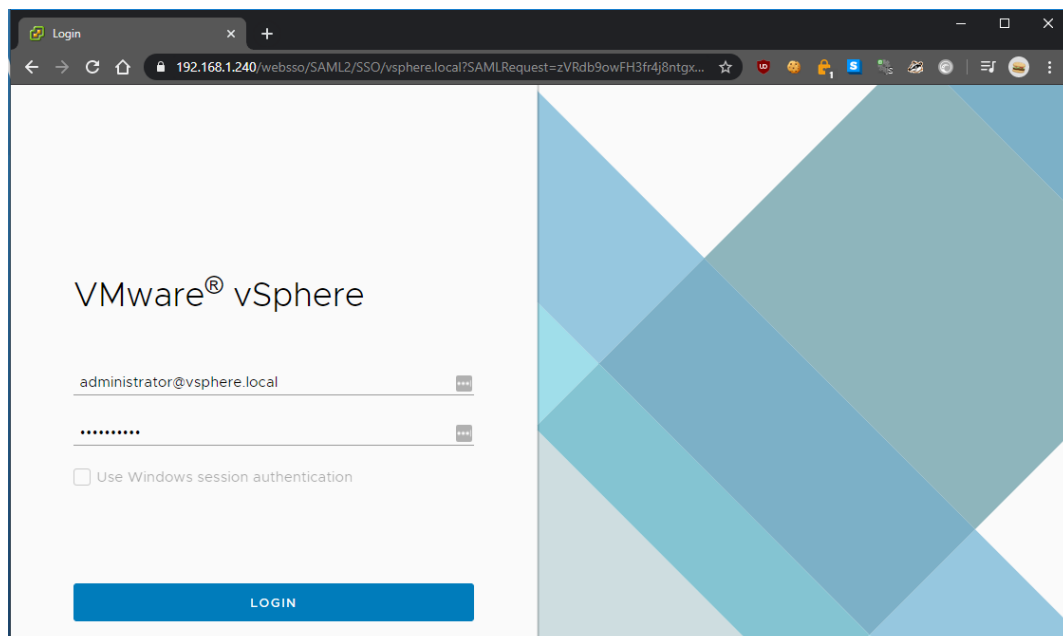 Login
192.168.1.240/websso/SAML2/SSO/vsphere.local?SAMLRequest=zVRdb9owFH3fr4j8ntgx...
1
VMware® vSphere
administrator@vsphere.local
••••••••••
Use Windows session authentication
LOGIN